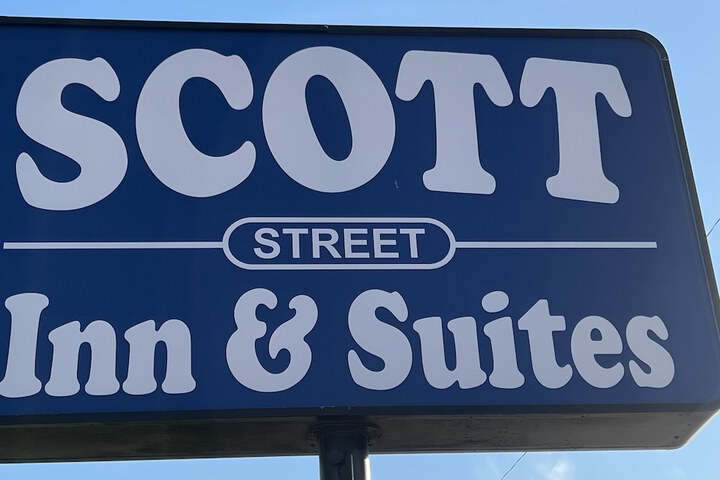 SCOTT
STREET
Inn & Suites